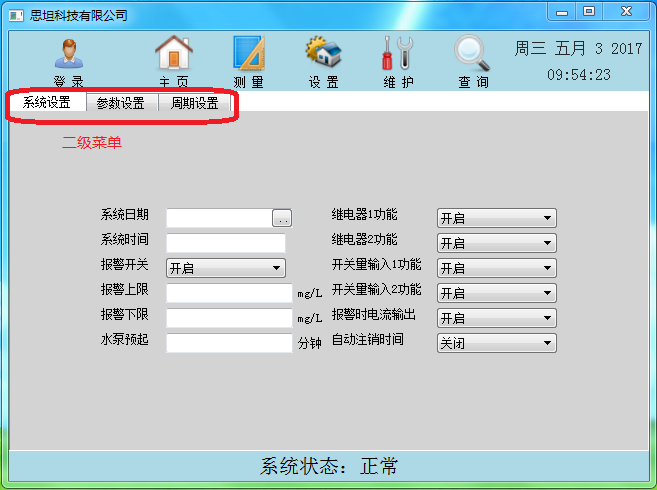 思坦科技有限公司
周三 五月 3 2017
09:54:23
登 录 主 页 测 量 设 置 维 护 查 询
系统设置 参数设置 周期设置
二级菜单
系统日期 .. 继电器1功能 开启
系统时间 继电器2功能 开启
报警开关 开启 开关量输入1功能 开启
报警上限 mg/L 开关量输入2功能 开启
报警下限 mg/L 报警时电流输出 开启
水泵预起 分钟 自动注销时间 关闭
系统状态：正常